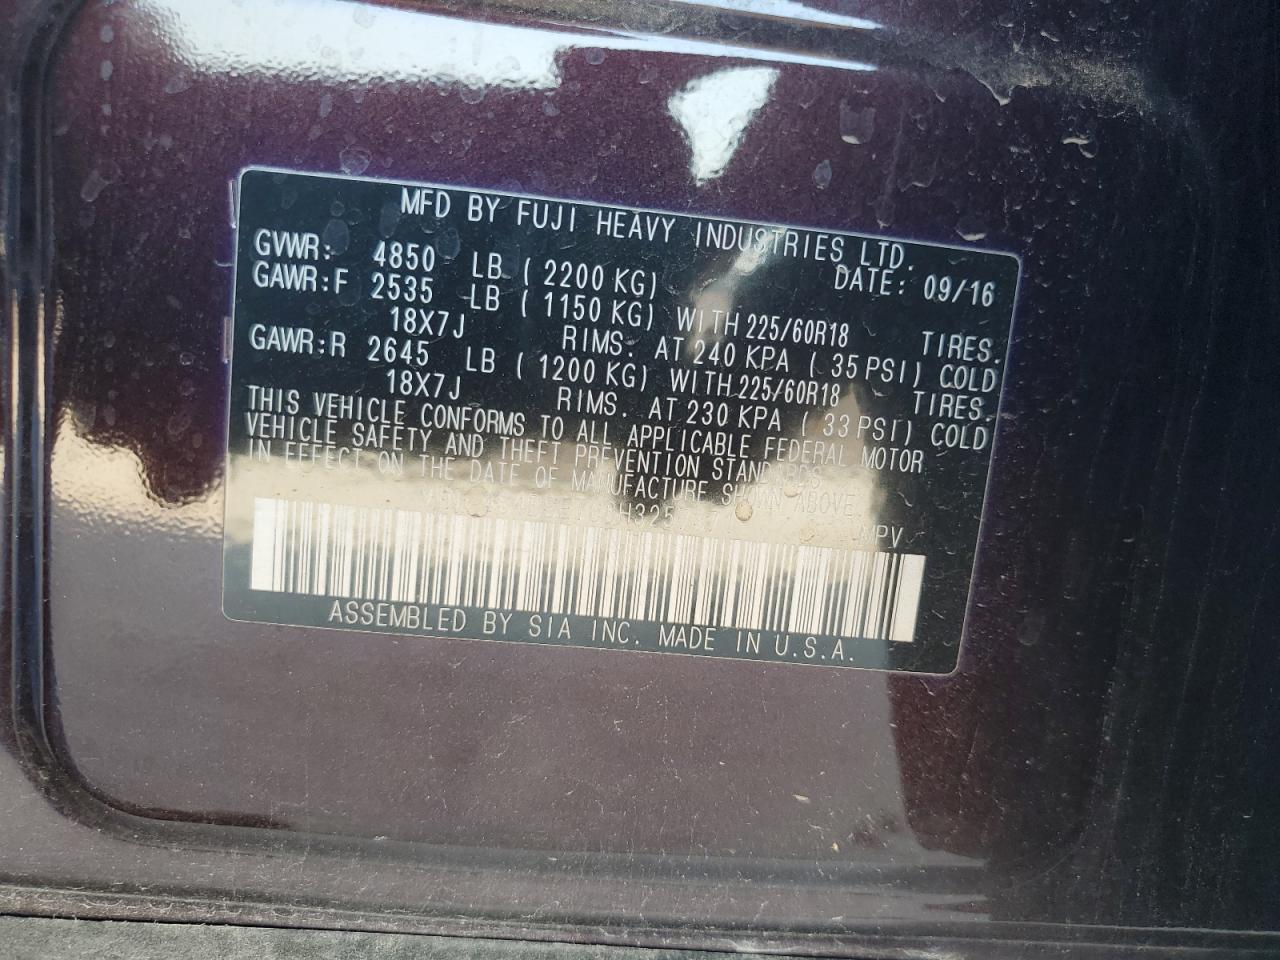 MFD BY FUJI HEAVY INDUSTRIES LTD.
GVWR: 4850 LB ( 2200 KG) DATE: 09/16
GAWR:F 2535 LB ( 1150 KG) WITH 225/60R18 TIRES.
18X7J RIMS. AT 240 KPA ( 35 PSI) COLD
GAWR:R 2645 LB ( 1200 KG) WITH 225/60R18 TIRES.
18X7J RIMS. AT 230 KPA ( 33 PSI) COLD
THIS VEHICLE CONFORMS TO ALL APPLICABLE FEDERAL MOTOR
VEHICLE SAFETY AND THEFT PREVENTION STANDARDS
IN EFFECT ON THE DATE OF MANUFACTURE SHOWN ABOVE.
MPV
ASSEMBLED BY SIA INC. MADE IN U.S.A.